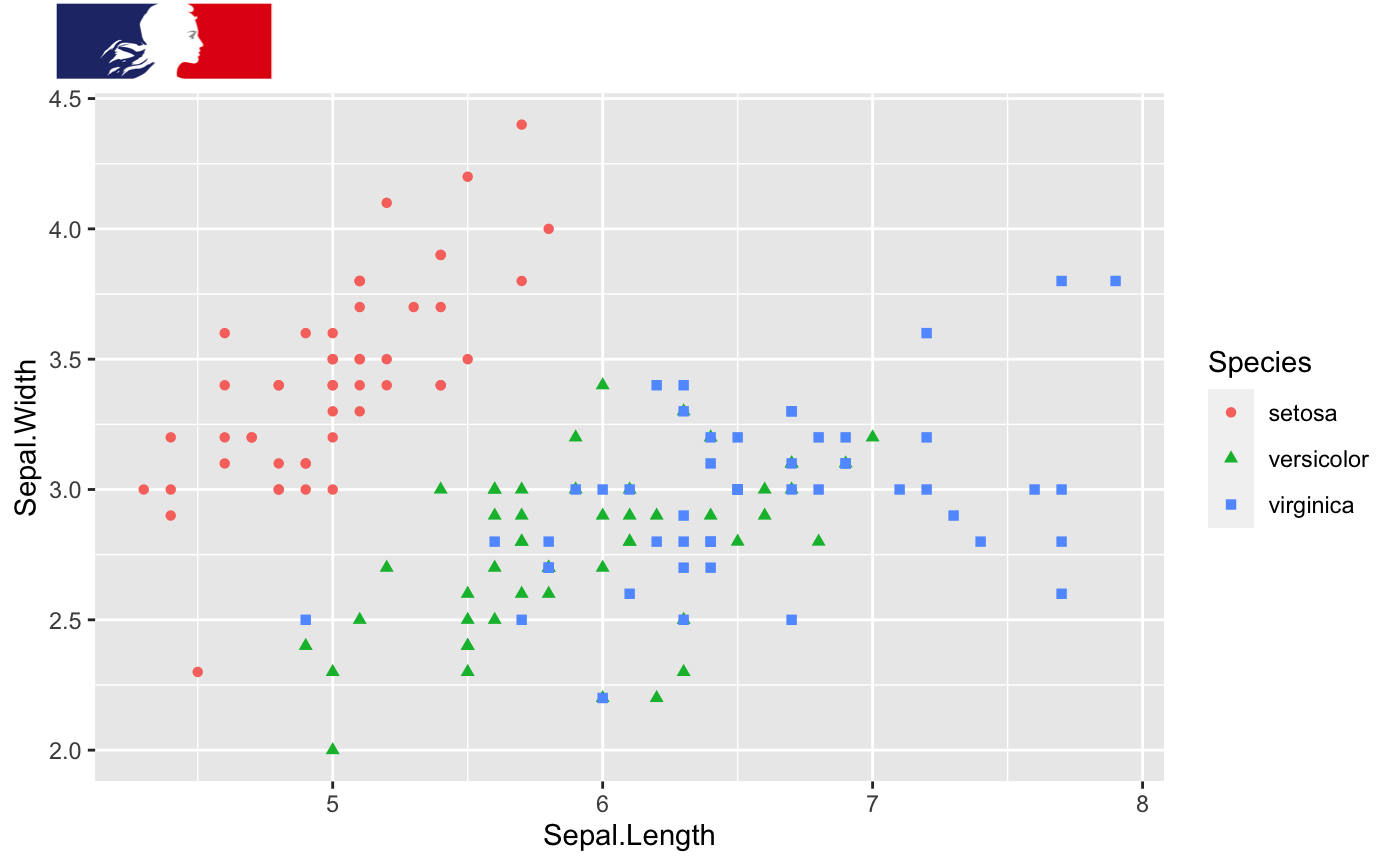 4.5
4.0
3.5
3.0
2.5
2.0
Sepal.Width
5 6 7 8
Sepal.Length
Species
setosa
versicolor
virginica